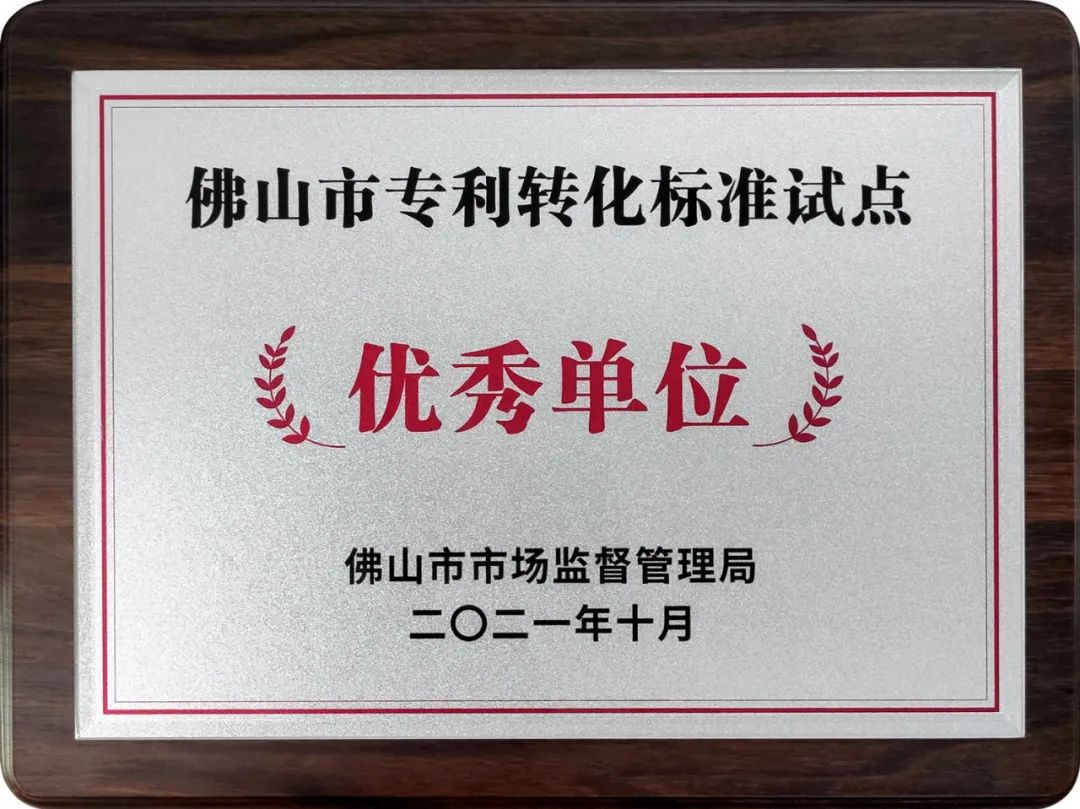 佛山市专利转化标准试点
优秀单位
佛山市市场监督管理局
二〇二一年十月